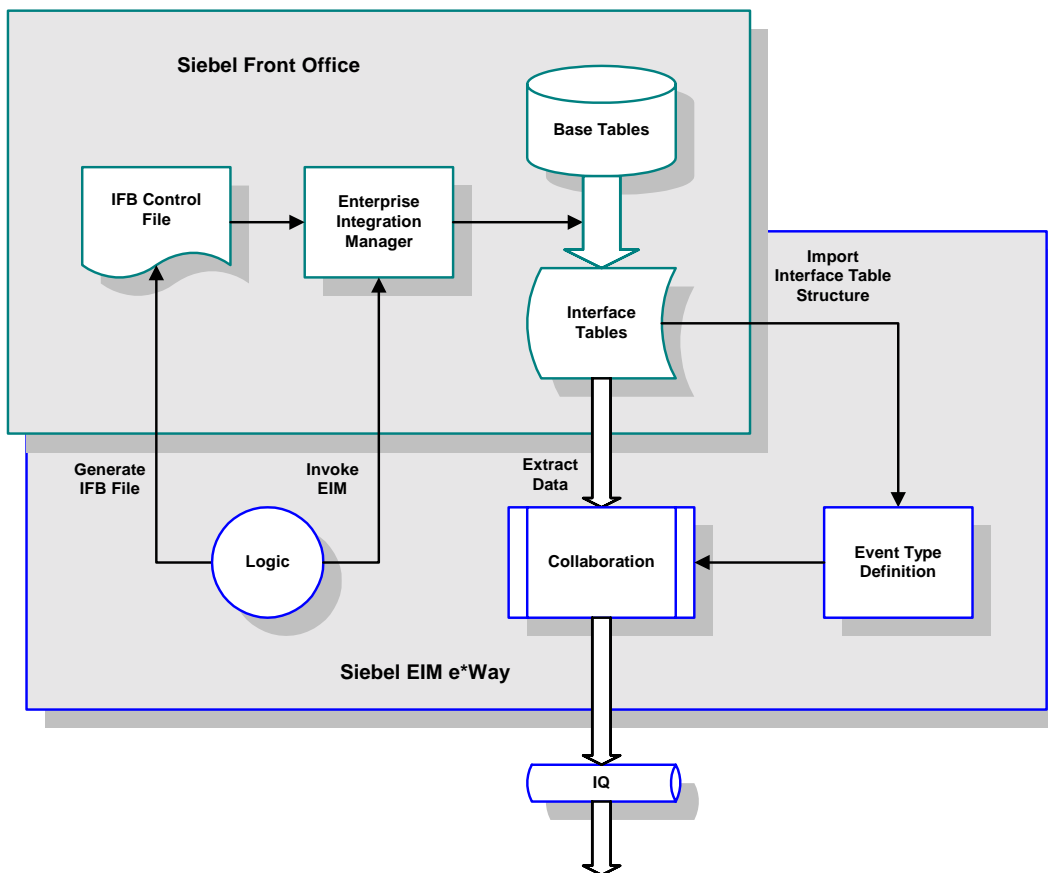 Siebel Front Office
Base Tables
IFB Control
File
Enterprise
Integration
Manager
Import
Interface Table
Structure
Interface
Tables
Generate
IFB File
Invoke
EIM
Extract
Data
Logic
Collaboration
Event Type
Definition
Siebel EIM e*Way
IQ